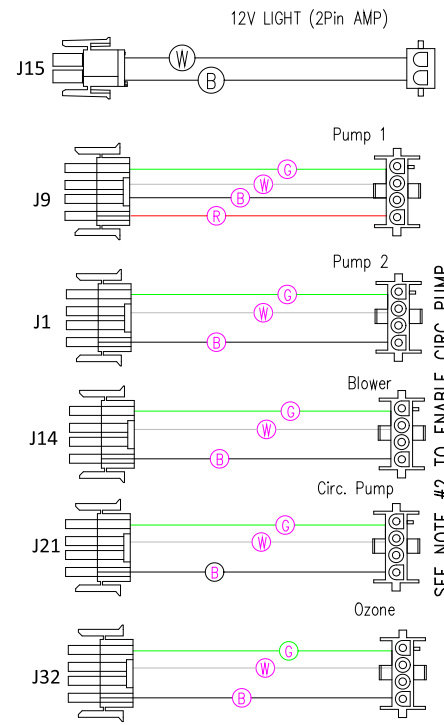 12V LIGHT (2Pin AMP)
J15
W
B
Pump 1
J9
G
W
B
R
Pump 2
J1
G
W
B
Blower
J14
G
W
B
Circ. Pump
J21
G
W
B
Ozone
J32
G
W
B
SEE NOTE #2 TO ENABLE CIRC PUMP